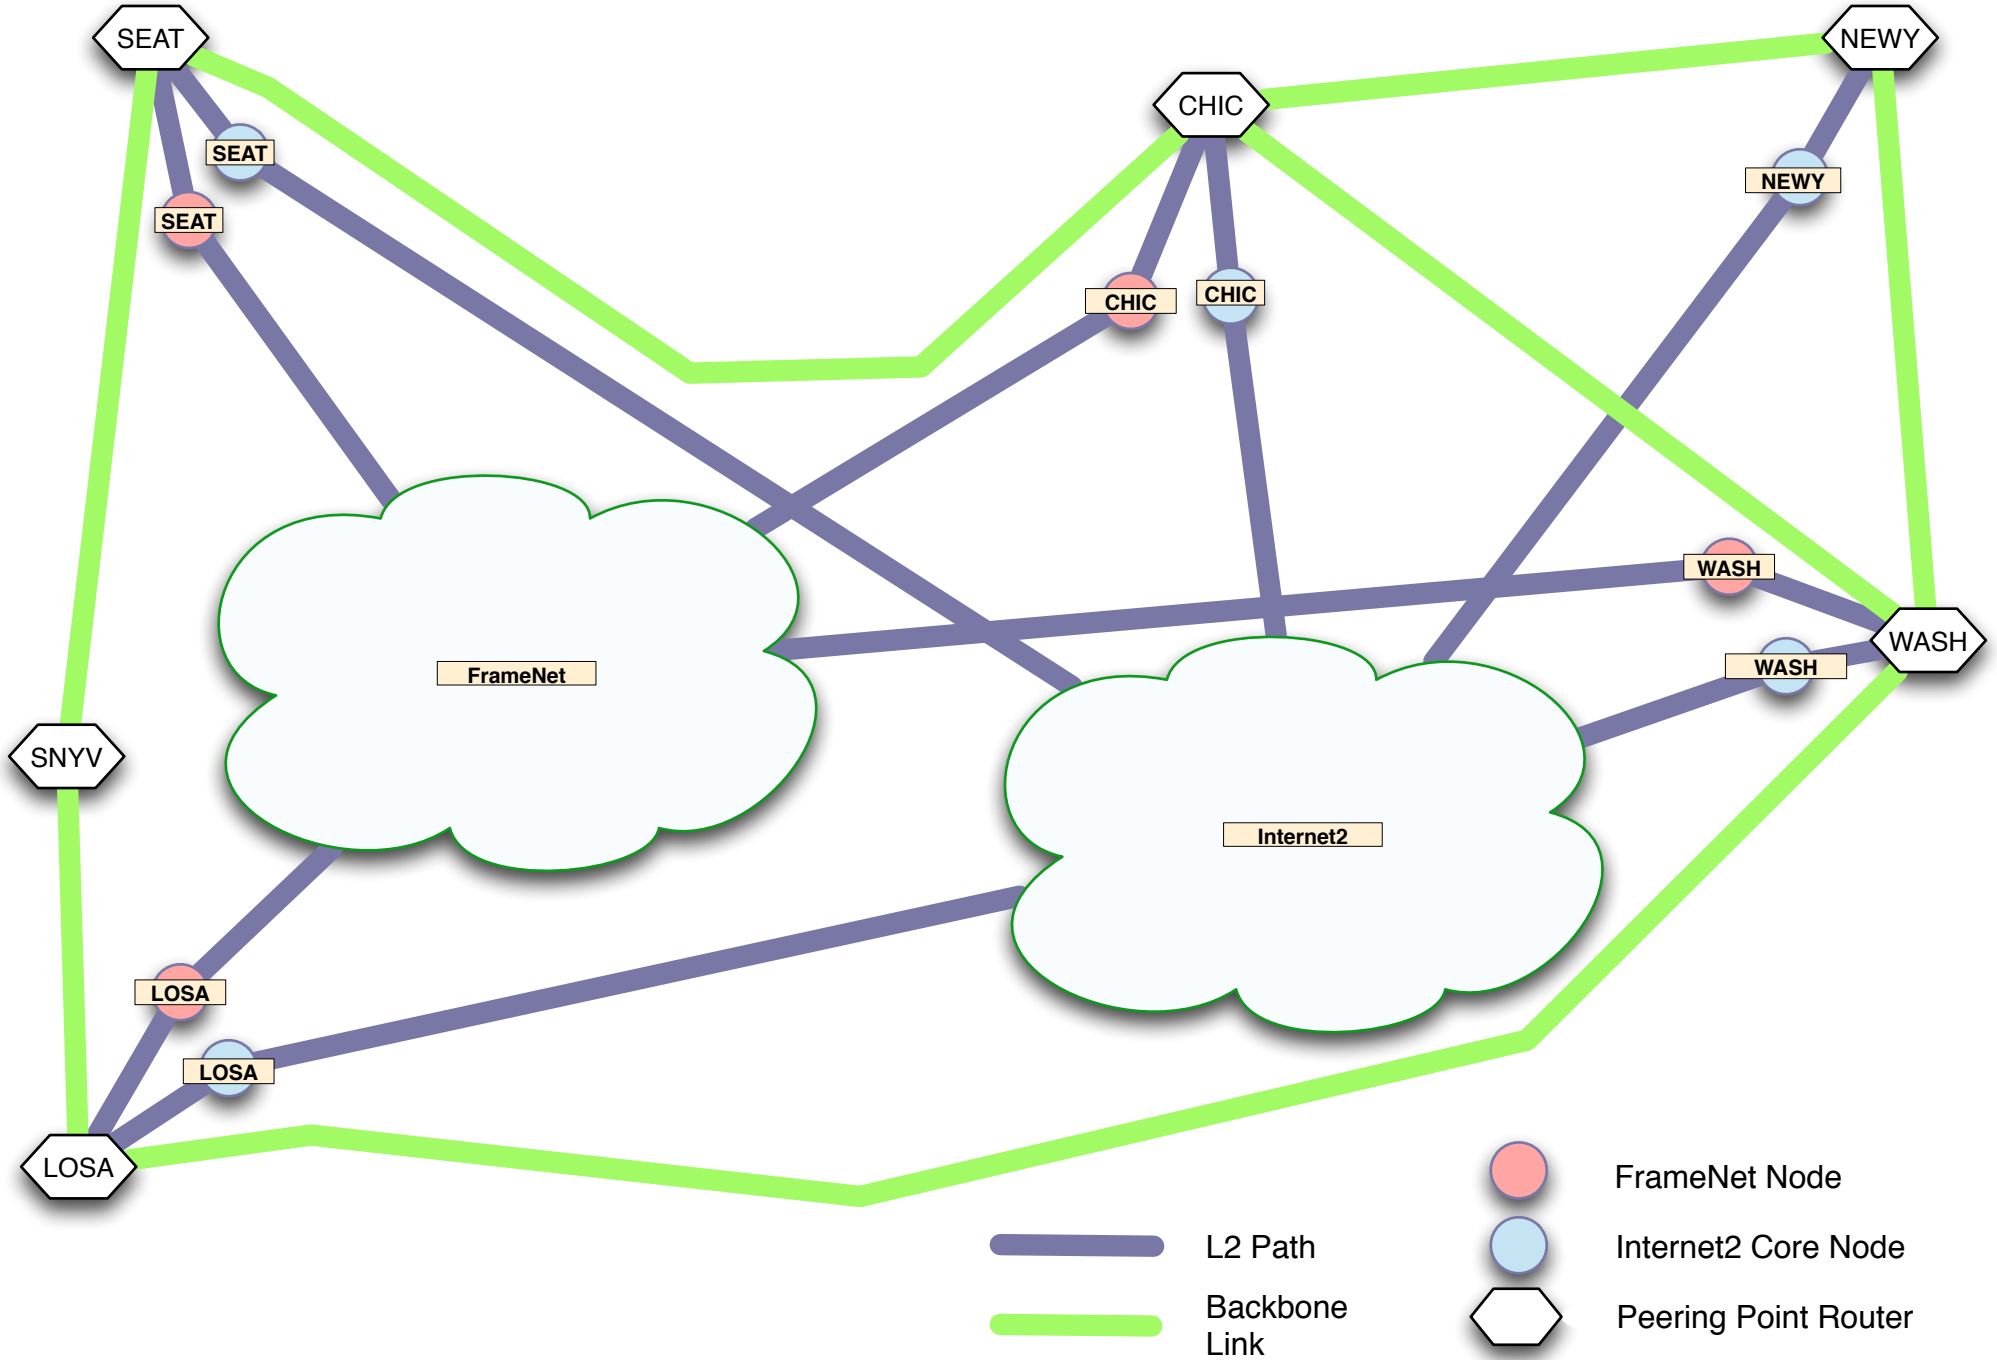 SEAT
NEWY
CHIC
SEAT
NEWY
SEAT
CHIC
CHIC
WASH
WASH
WASH
FrameNet
SNYV
Internet2
LOSA
LOSA
LOSA
FrameNet Node
L2 Path
Internet2 Core Node
Backbone
Link
Peering Point Router